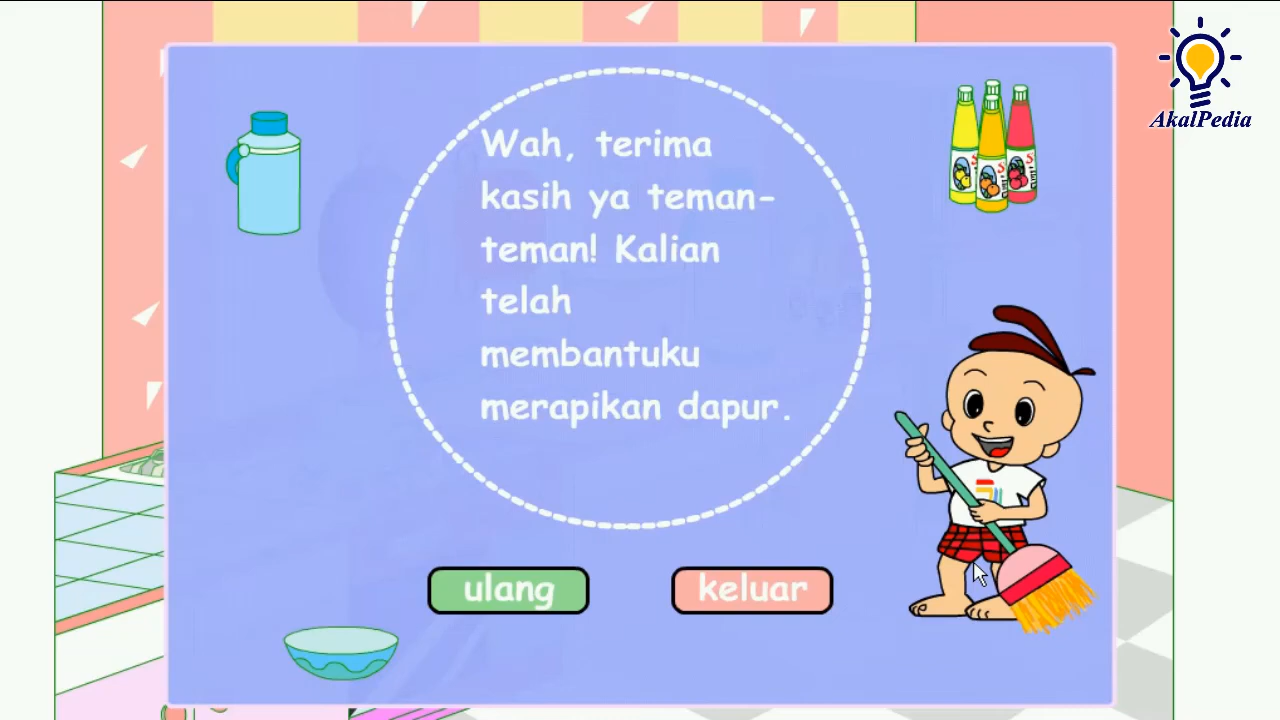 AkalPedia
Wah, terima
kasih ya teman-
teman! Kalian
telah
membantuku
merapikan dapur.
ulang
keluar